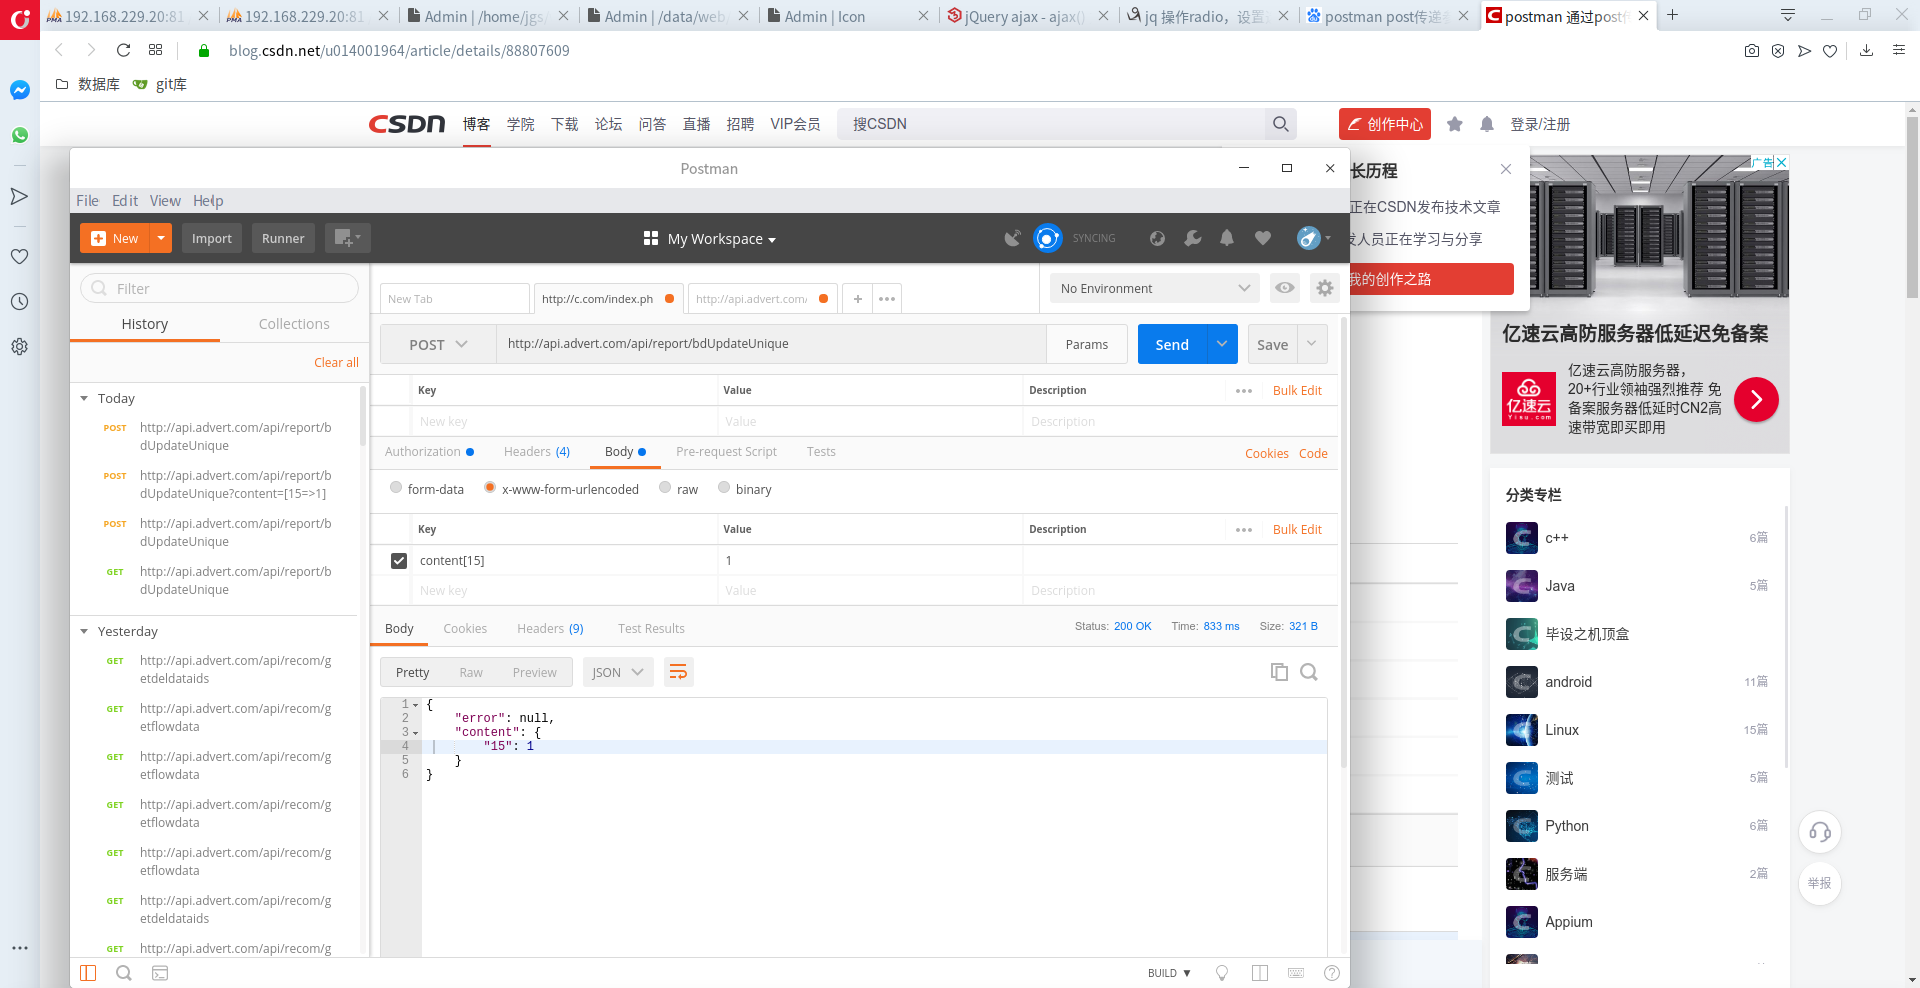 192.168.229.20:81
192.168.229.20:81
Admin | /home/jgs/
Admin | /data/web
Admin | Icon
jQuery ajax - ajax()
jq 操作radio，设置
postman post传递
postman 通过post
blog.csdn.net/u014001964/article/details/88807609
数据库
git库
CSDN
博客
学院
下载
论坛
问答
直播
招聘
VIP会员
搜CSDN
创作中心
登录/注册
Postman
File Edit View Help
New
Import
Runner
My Workspace
SYNCING
长历程
正在CSDN发布技术文章
发人员正在学习与分享
我的创作之路
广告
亿速云高防服务器低延迟免备案
亿速云高防服务器，
20+行业领袖强烈推荐 免
备案服务器低延时CN2高
速带宽即买即用
亿速云
Yisu.com
Filter
History
Collections
Clear all
Today
POST http://api.advert.com/api/report/b
dUpdateUnique
POST http://api.advert.com/api/report/b
dUpdateUnique?content=[15=>1]
POST http://api.advert.com/api/report/b
dUpdateUnique
GET http://api.advert.com/api/report/b
dUpdateUnique
Yesterday
GET http://api.advert.com/api/recom/g
etdeldataids
GET http://api.advert.com/api/recom/g
etflowdata
GET http://api.advert.com/api/recom/g
etflowdata
GET http://api.advert.com/api/recom/g
etflowdata
GET http://api.advert.com/api/recom/g
etflowdata
GET http://api.advert.com/api/recom/g
etdeldataids
GET http://api.advert.com/api/recom/g
New Tab
http://c.com/index.ph
http://api.advert.com/
No Environment
POST
http://api.advert.com/api/report/bdUpdateUnique
Params
Send
Save
Key Value Description Bulk Edit
New key Value Description
Authorization
Headers (4)
Body
Pre-request Script
Tests
Cookies
Code
form-data
x-www-form-urlencoded
raw
binary
Key Value Description Bulk Edit
content[15] 1
New key Value Description
Body
Cookies
Headers (9)
Test Results
Status: 200 OK
Time: 833 ms
Size: 321 B
Pretty
Raw
Preview
JSON
1 {
2 "error": null,
3 "content": {
4 "15": 1
5 }
6 }
BUILD
分类专栏
c++ 6篇
Java 5篇
毕设之机顶盒
android 11篇
Linux 15篇
测试 5篇
Python 6篇
服务端 2篇
Appium
举报